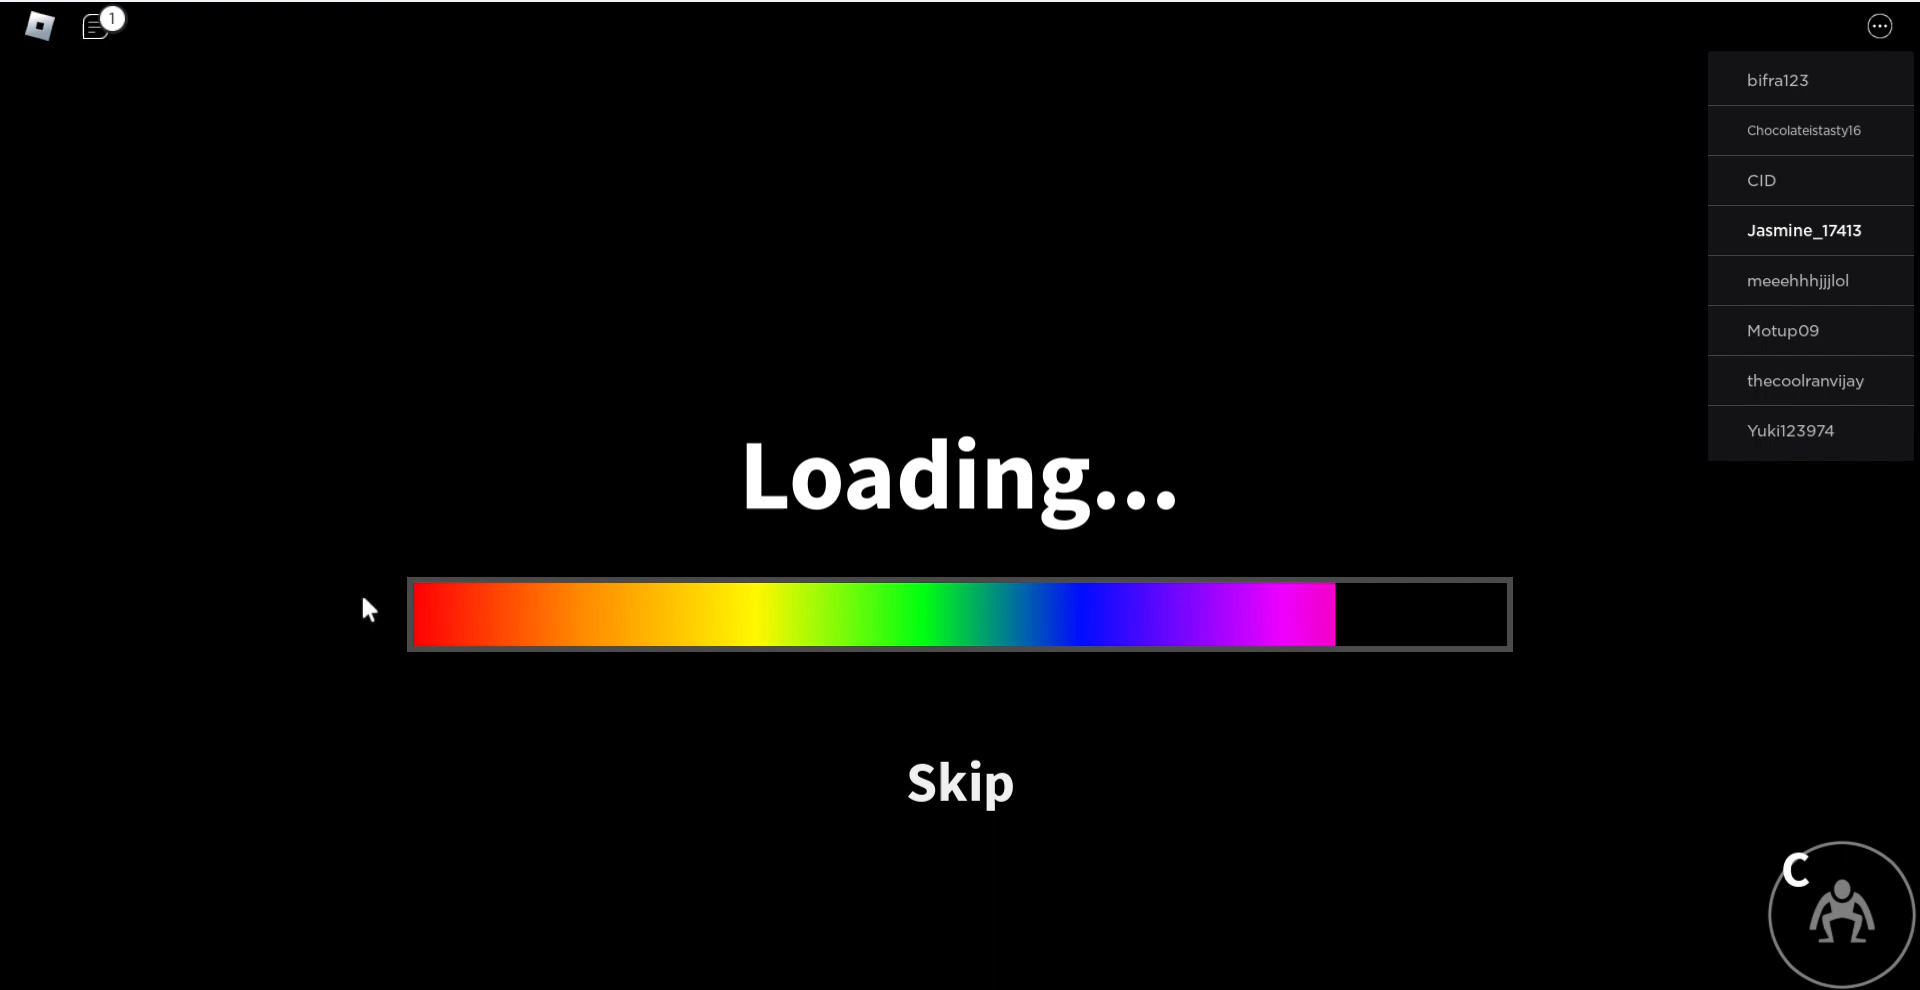 1
bifra123
Chocolateistasty16
CID
Jasmine_17413
meeehhhjjjlol
Motup09
thecoolranvijay
Yuki123974
Loading...
Skip
C